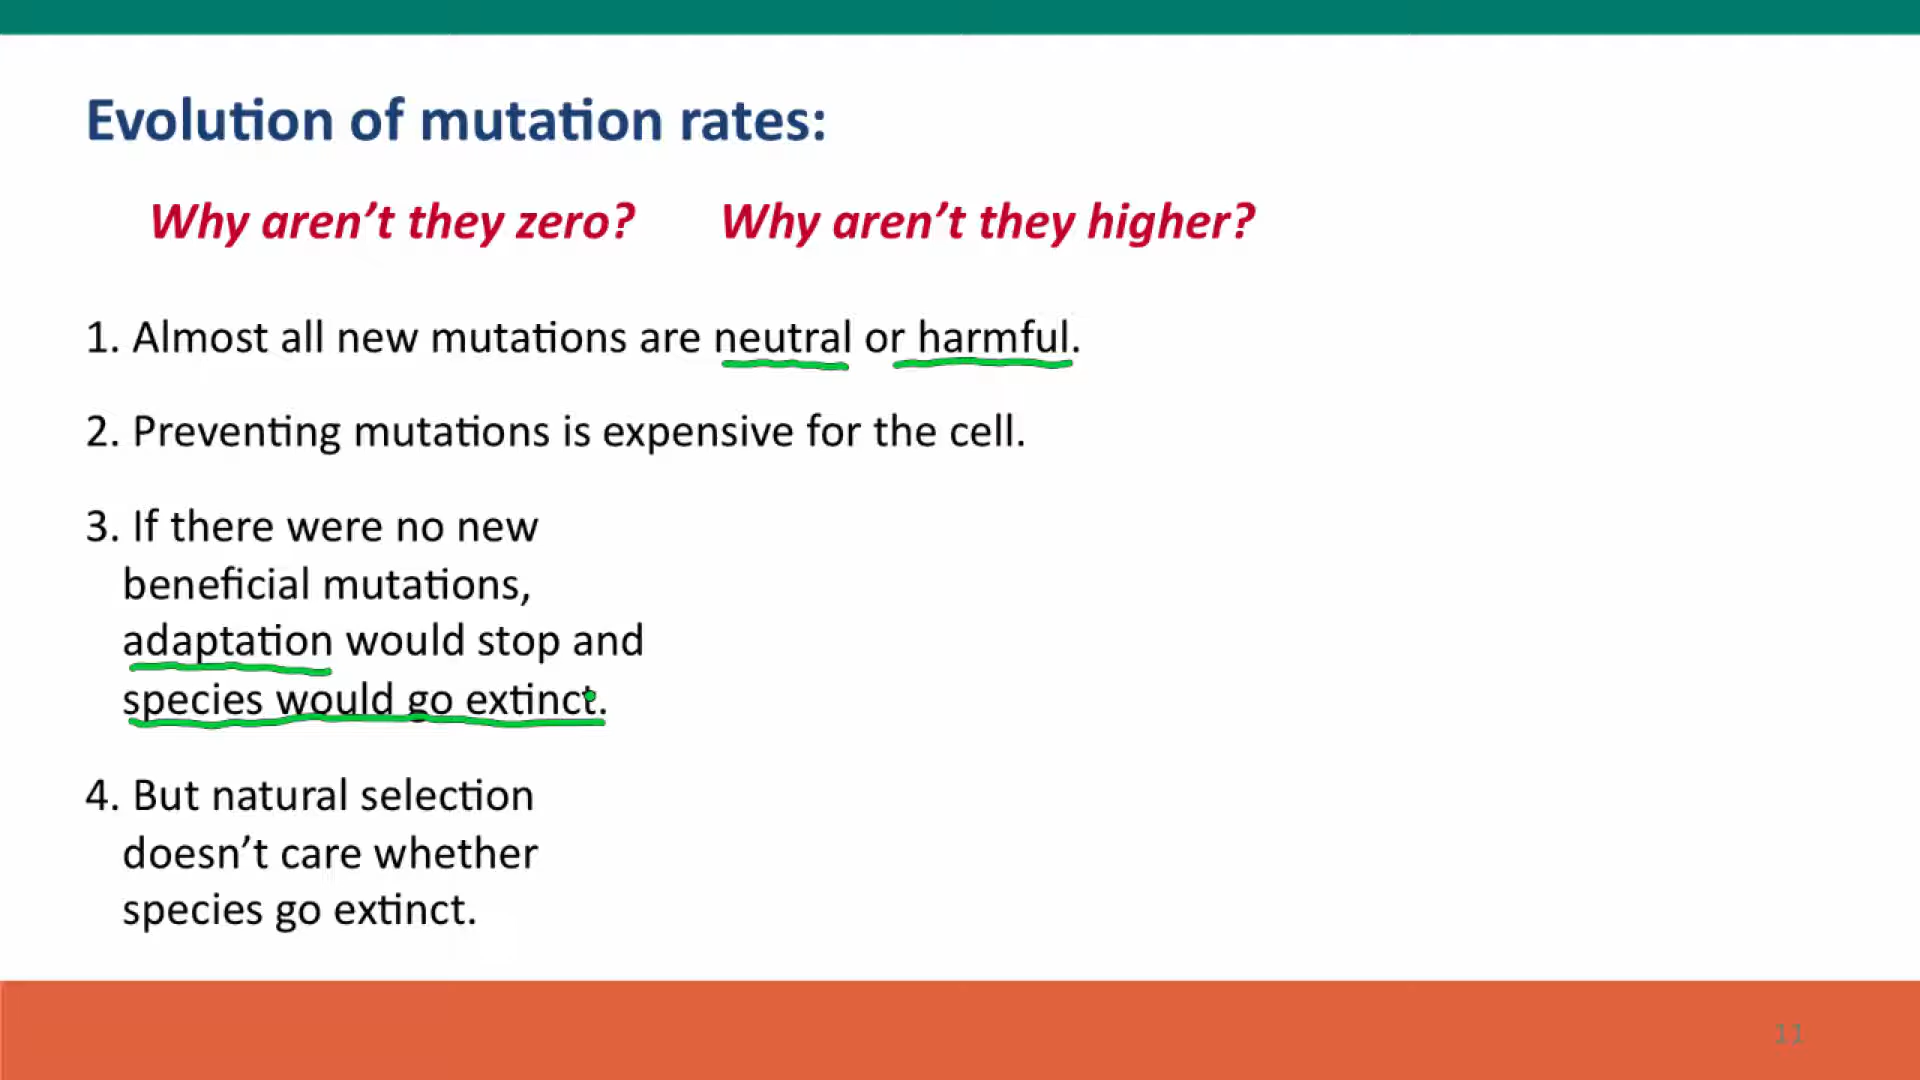 Evolution of mutation rates:
Why aren’t they zero? Why aren’t they higher?
1. Almost all new mutations are neutral or harmful.
2. Preventing mutations is expensive for the cell.
3. If there were no new
beneficial mutations,
adaptation would stop and
species would go extinct.
4. But natural selection
doesn’t care whether
species go extinct.
11